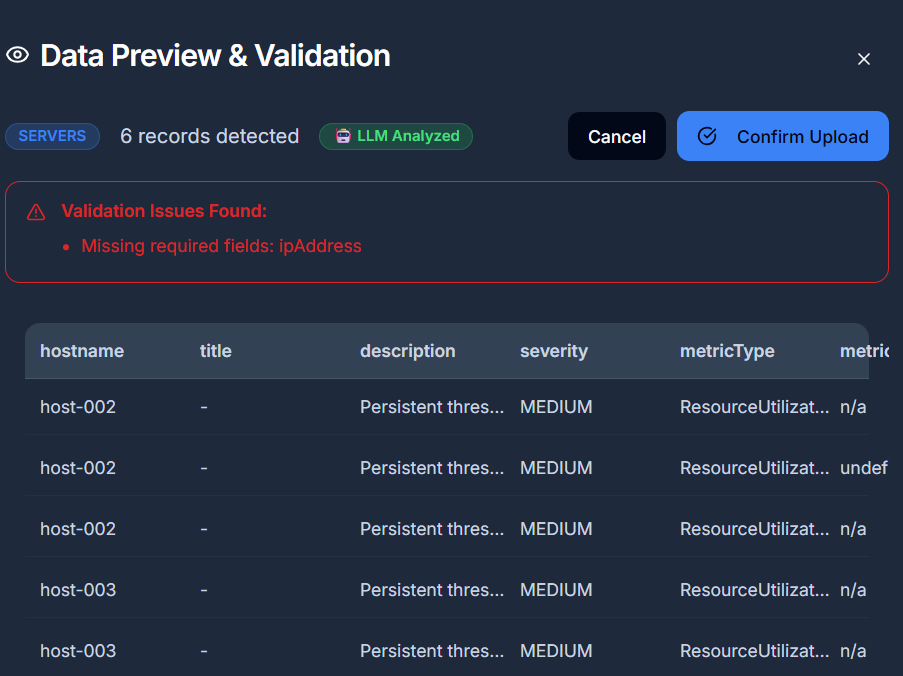 Data Preview & Validation
SERVERS 6 records detected LLM Analyzed Cancel Confirm Upload
Validation Issues Found:
• Missing required fields: ipAddress
hostname title description severity metricType metric
host-002 - Persistent thres... MEDIUM ResourceUtilizat... n/a
host-002 - Persistent thres... MEDIUM ResourceUtilizat... undef
host-002 - Persistent thres... MEDIUM ResourceUtilizat... n/a
host-003 - Persistent thres... MEDIUM ResourceUtilizat... n/a
host-003 - Persistent thres... MEDIUM ResourceUtilizat... n/a